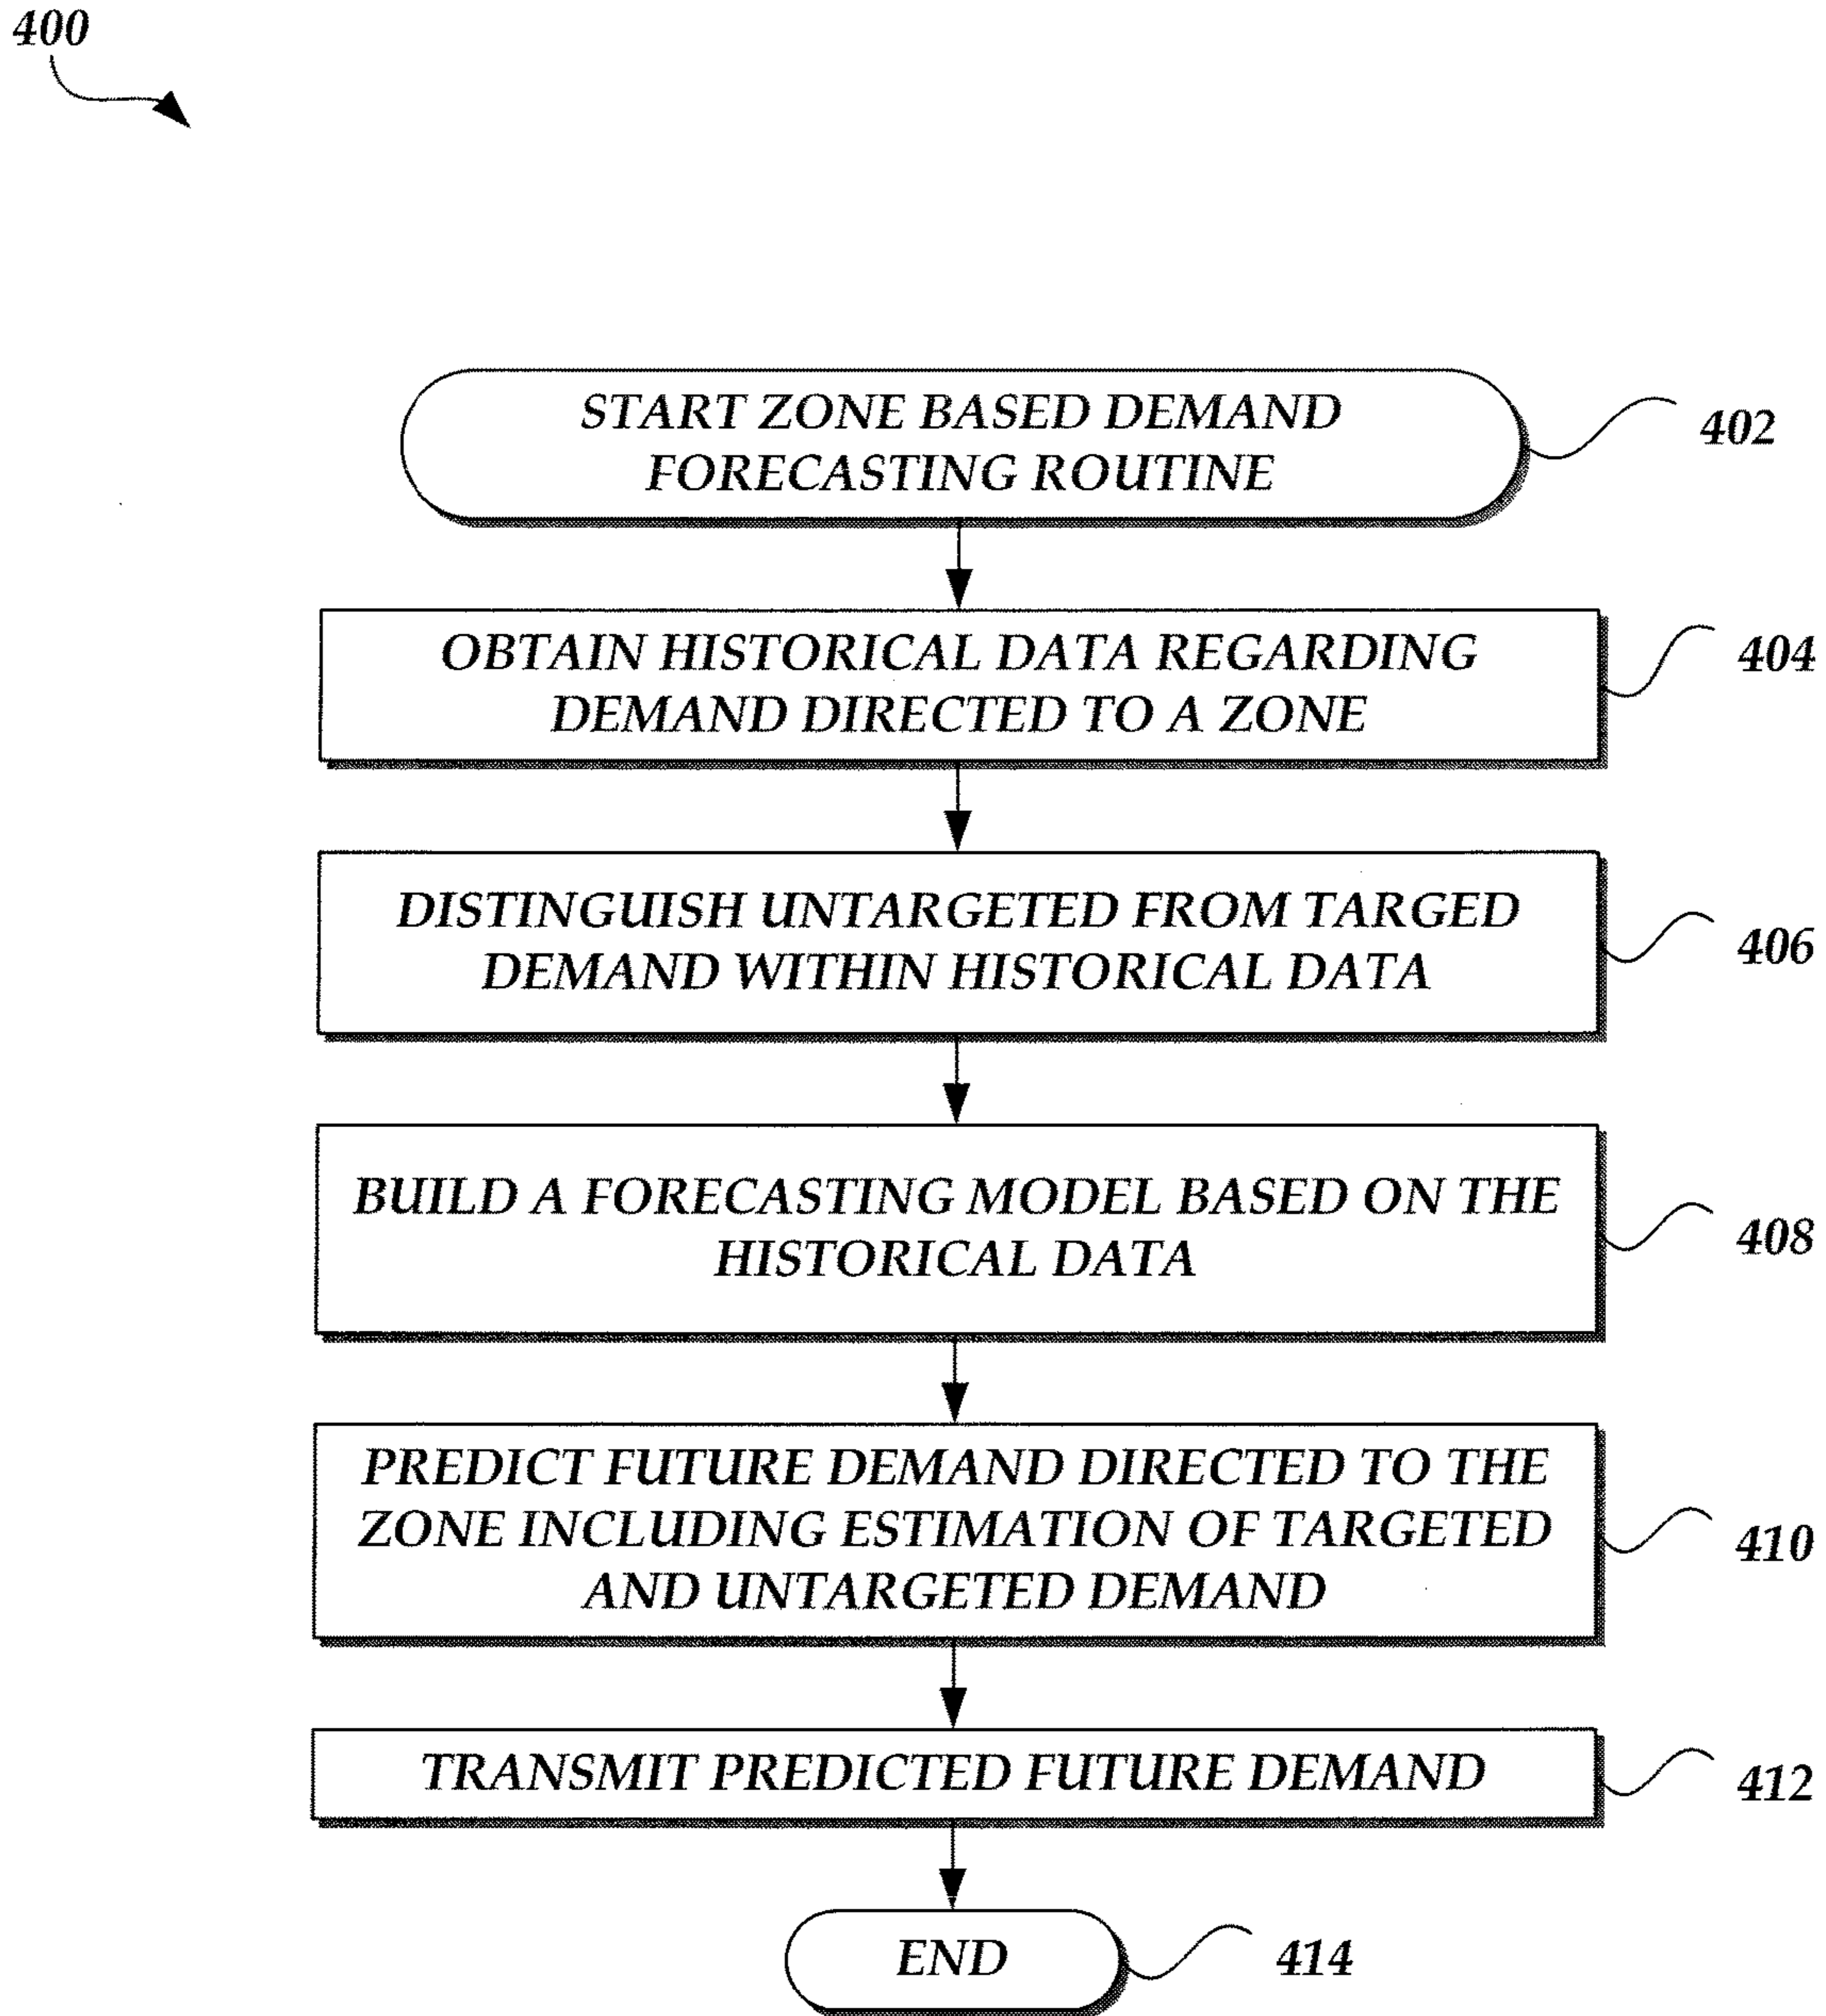 400
START ZONE BASED DEMAND
FORECASTING ROUTINE
402
OBTAIN HISTORICAL DATA REGARDING
DEMAND DIRECTED TO A ZONE
404
DISTINGUISH UNTARGETED FROM TARGED
DEMAND WITHIN HISTORICAL DATA
406
BUILD A FORECASTING MODEL BASED ON THE
HISTORICAL DATA
408
PREDICT FUTURE DEMAND DIRECTED TO THE
ZONE INCLUDING ESTIMATION OF TARGETED
AND UNTARGETED DEMAND
410
TRANSMIT PREDICTED FUTURE DEMAND
412
END
414